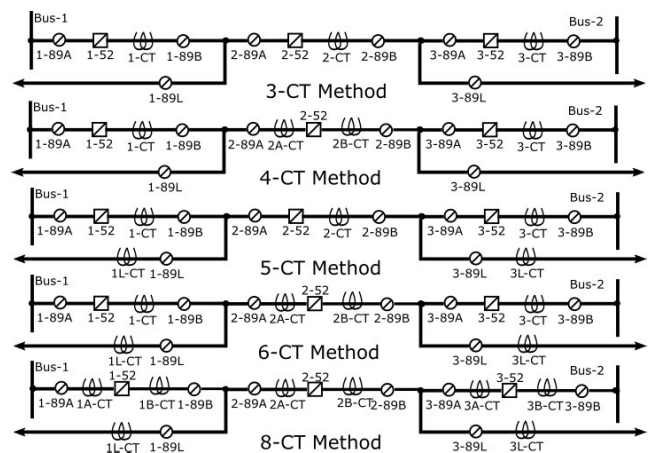 Bus-1 Bus-2
1-89A 1-52 1-CT 1-89B 2-89A 2-52 2-CT 2-89B 3-89A 3-52 3-CT 3-89B
1-89L 3-89L
3-CT Method
Bus-1 2-52 Bus-2
1-89A 1-52 1-CT 1-89B 2-89A 2A-CT 2B-CT 2-89B 3-89A 3-52 3-CT 3-89B
1-89L 3-89L
4-CT Method
Bus-1 Bus-2
1-89A 1-52 1-CT 1-89B 2-89A 2-52 2-CT 2-89B 3-89A 3-52 3-CT 3-89B
1L-CT 1-89L 3-89L 3L-CT
5-CT Method
Bus-1 2-52 Bus-2
1-89A 1-52 1-CT 1-89B 2-89A 2A-CT 2B-CT 2-89B 3-89A 3-52 3-CT 3-89B
1L-CT 1-89L 3-89L 3L-CT
6-CT Method
Bus-1 1-52 2-52 3-52 Bus-2
1-89A 1A-CT 1B-CT 1-89B 2-89A 2A-CT 2B-CT 2-89B 3-89A 3A-CT 3B-CT 3-89B
1L-CT 1-89L 3-89L 3L-CT
8-CT Method